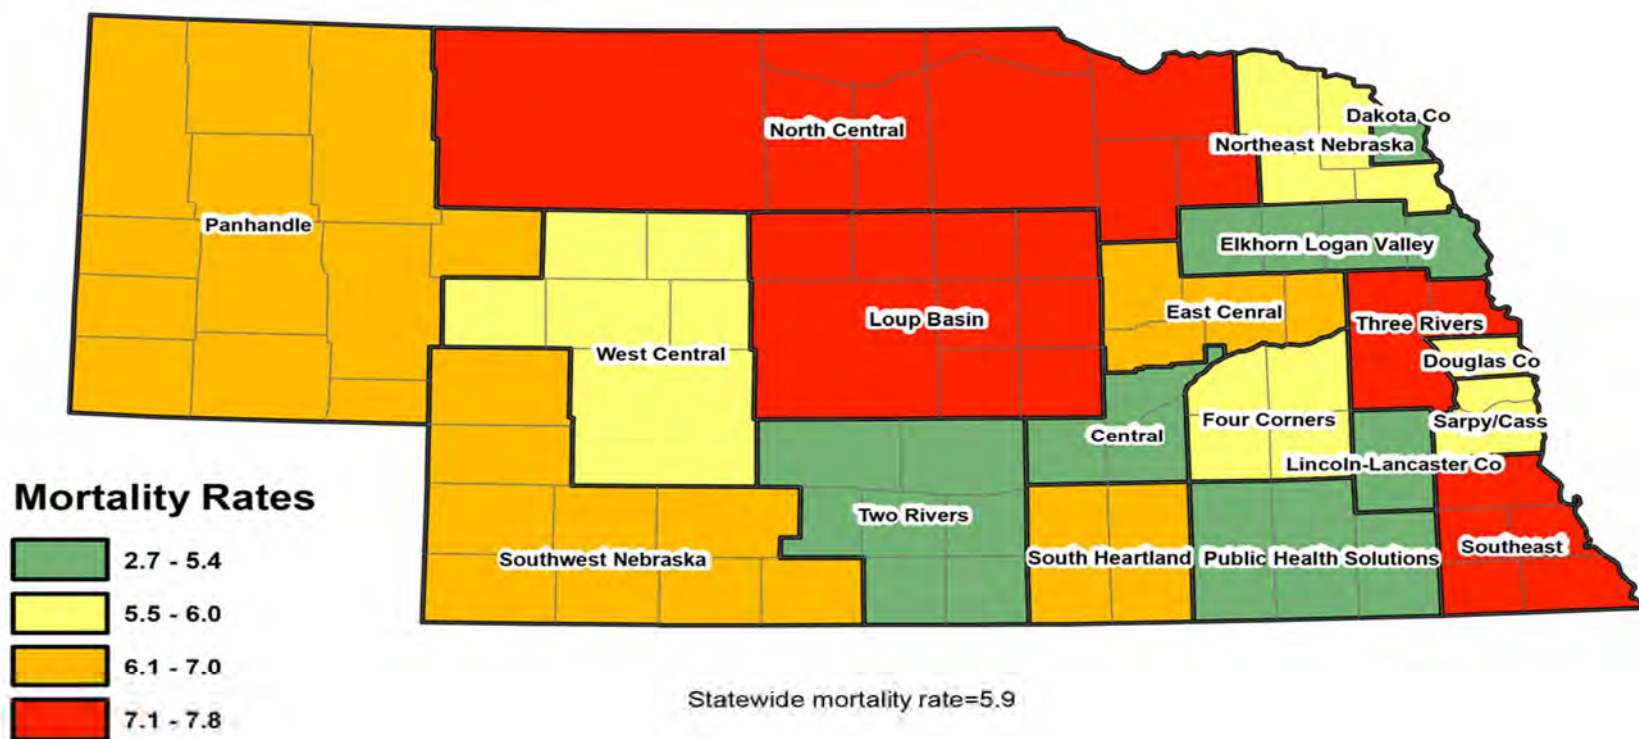 Dakota Co
North Central
Northeast Nebraska
Panhandle
Elkhorn Logan Valley
East Cenral
Loup Basin
Three Rivers
West Central
Douglas Co
Four Corners
Sarpy/Cass
Central
Lincoln-Lancaster Co
Mortality Rates
Two Rivers
Southwest Nebraska
South Heartland
Public Health Solutions
Southeast
2.7 - 5.4
5.5 - 6.0
6.1 - 7.0
7.1 - 7.8
Statewide mortality rate=5.9